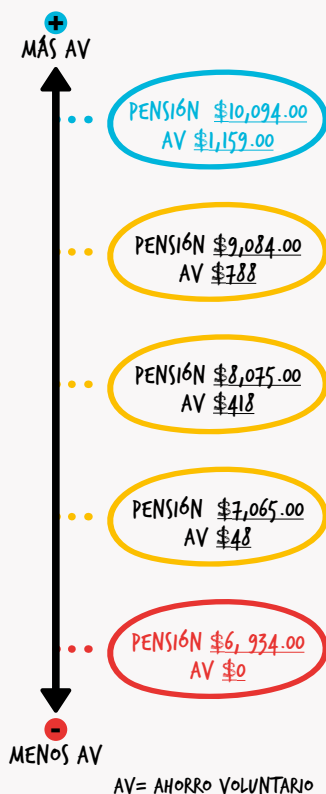 +
MÁS AV
PENSIÓN $10,094.00
AV $1,159.00
PENSIÓN $9,084.00
AV $788
PENSIÓN $8,075.00
AV $418
PENSIÓN $7,065.00
AV $48
PENSIÓN $6, 934.00
AV $0
-
MENOS AV
AV= AHORRO VOLUNTARIO